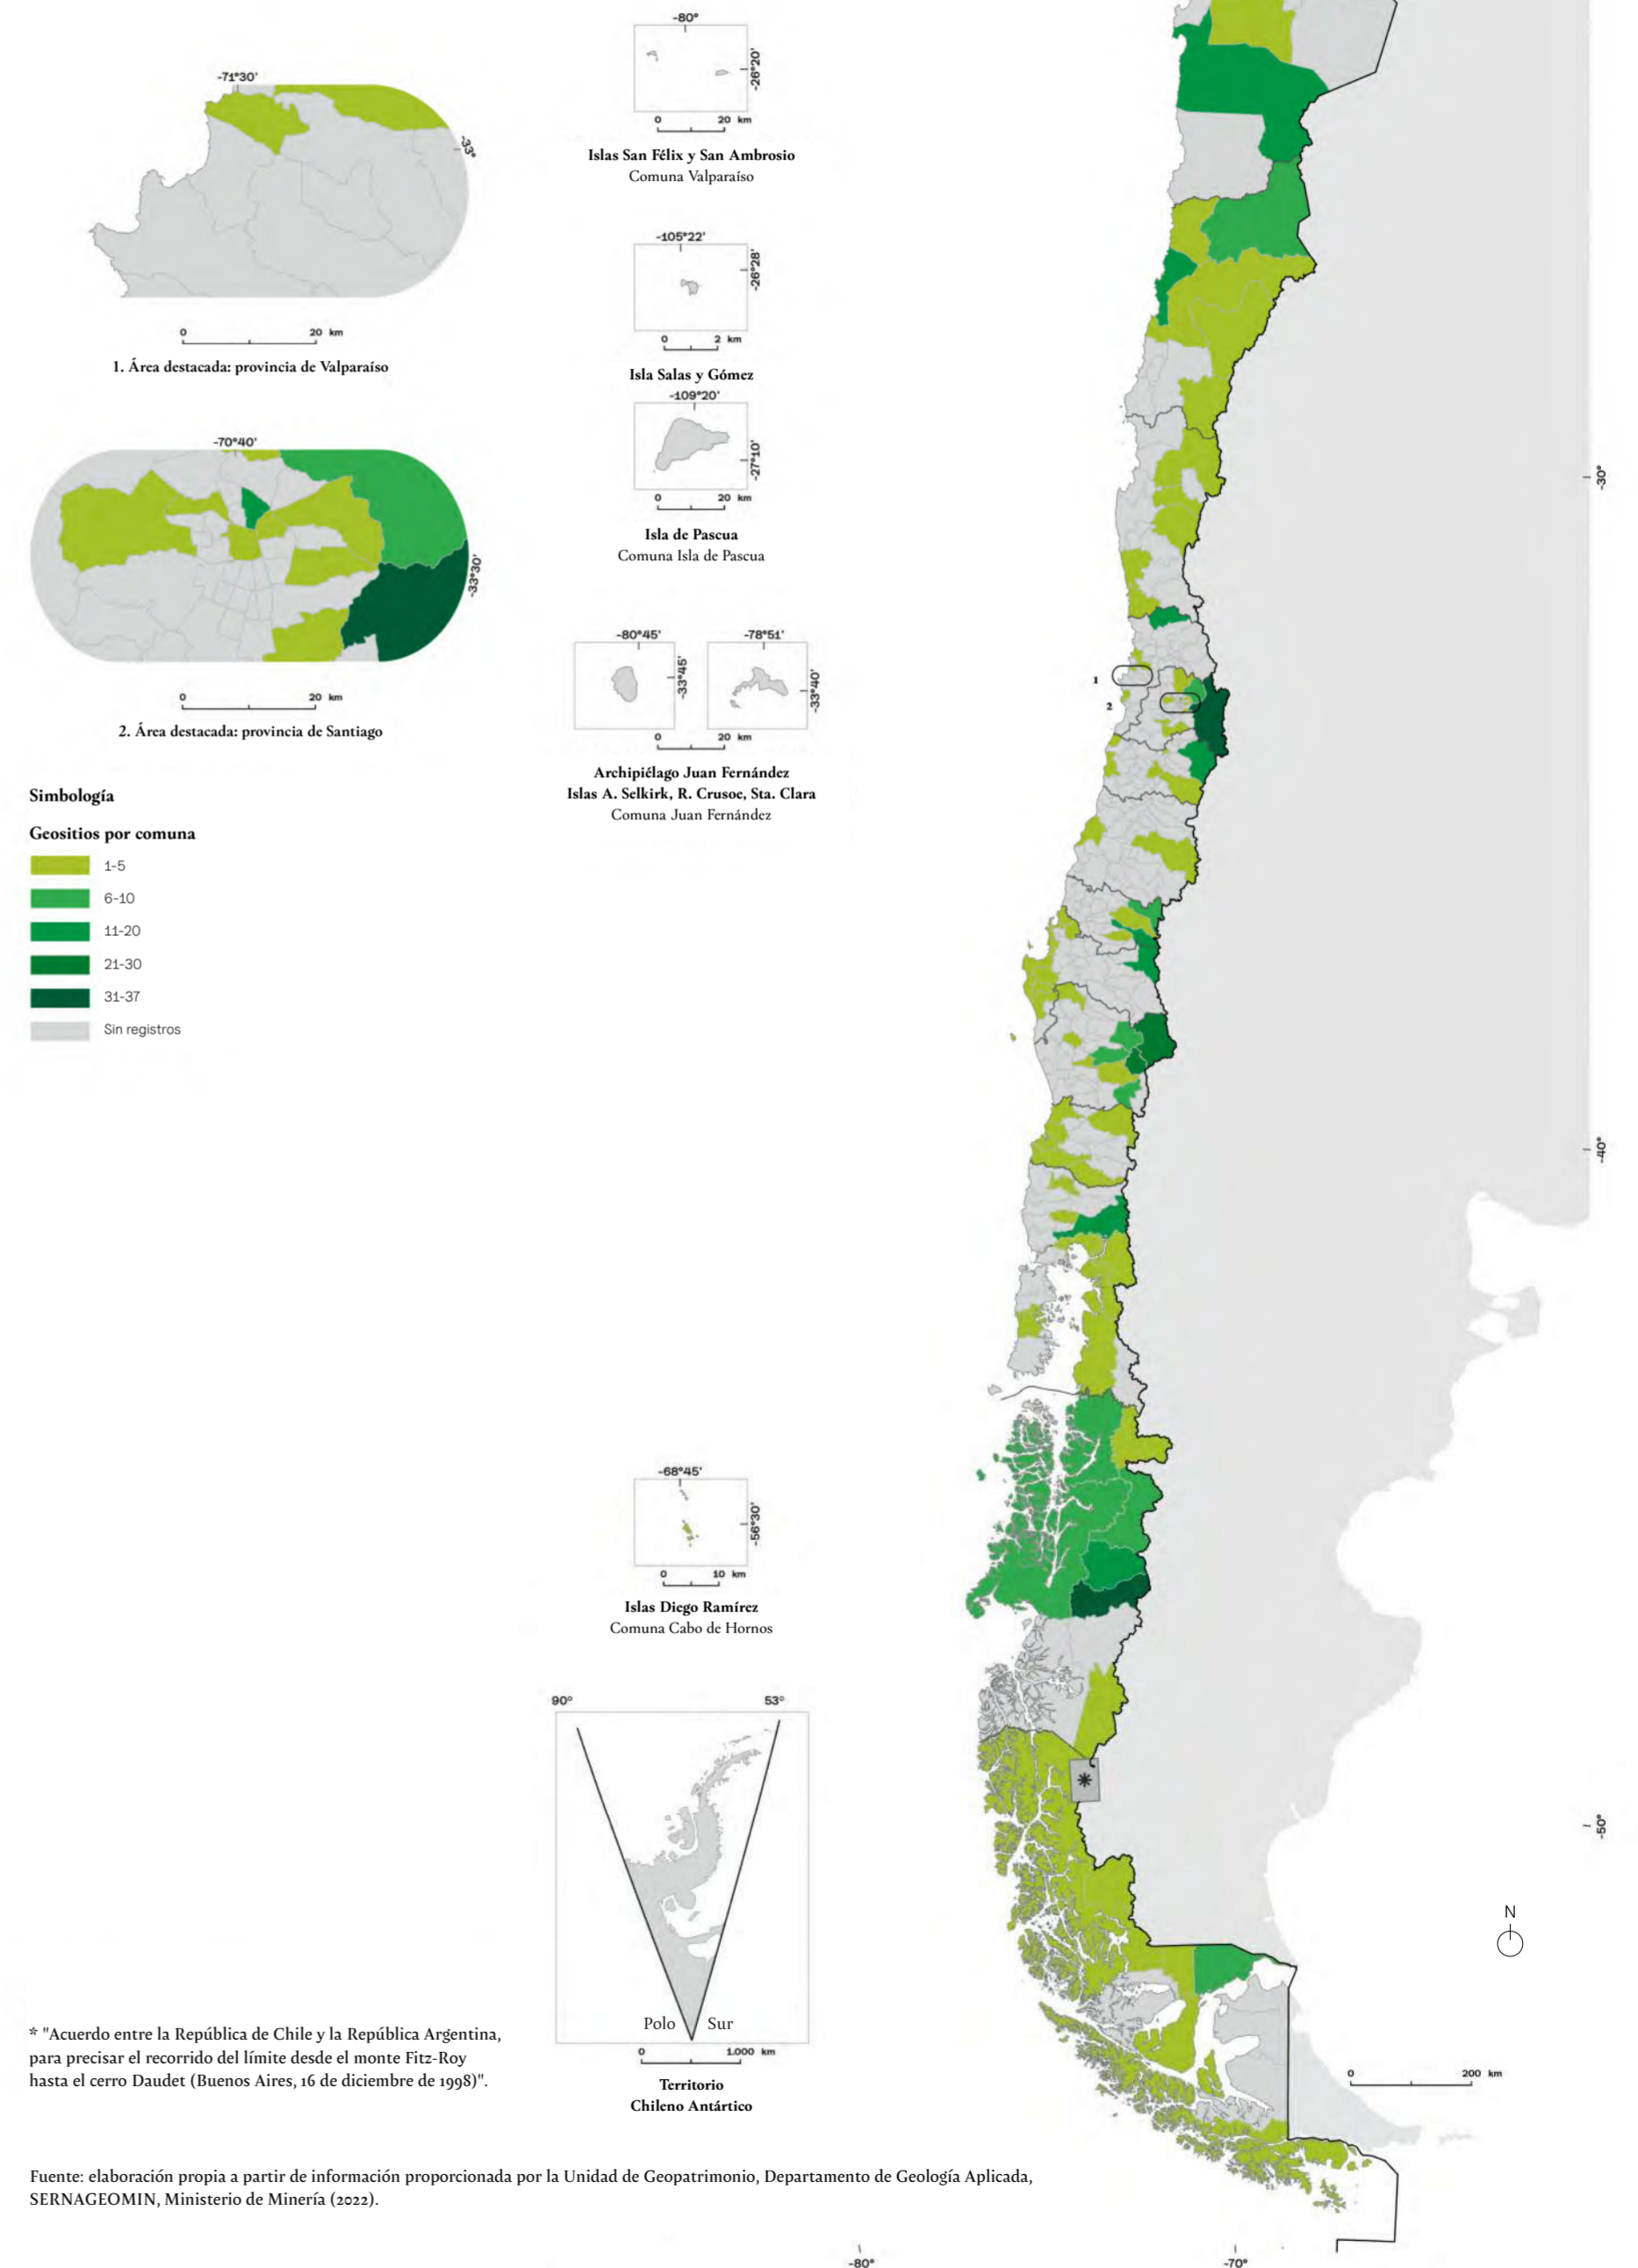 -71°30'
-33°
0 20 km
1. Área destacada: provincia de Valparaíso
-70°40'
-33°30'
0 20 km
2. Área destacada: provincia de Santiago
Simbología
Geositios por comuna
1-5
6-10
11-20
21-30
31-37
Sin registros
-80°
-26°20'
0 20 km
Islas San Félix y San Ambrosio
Comuna Valparaíso
-105°22'
-26°28'
0 2 km
Isla Salas y Gómez
-109°20'
-27°10'
0 20 km
Isla de Pascua
Comuna Isla de Pascua
-80°45'
-33°45'
-78°51'
-33°40'
0 20 km
Archipiélago Juan Fernández
Islas A. Selkirk, R. Crusoe, Sta. Clara
Comuna Juan Fernández
-68°45'
-56°30'
0 10 km
Islas Diego Ramírez
Comuna Cabo de Hornos
90°
53°
Polo Sur
0 1.000 km
Territorio
Chileno Antártico
1
2
*
-30°
-40°
-50°
N
0 200 km
-80°
-70°
* "Acuerdo entre la República de Chile y la República Argentina,
para precisar el recorrido del límite desde el monte Fitz-Roy
hasta el cerro Daudet (Buenos Aires, 16 de diciembre de 1998)".
Fuente: elaboración propia a partir de información proporcionada por la Unidad de Geopatrimonio, Departamento de Geología Aplicada,
SERNAGEOMIN, Ministerio de Minería (2022).